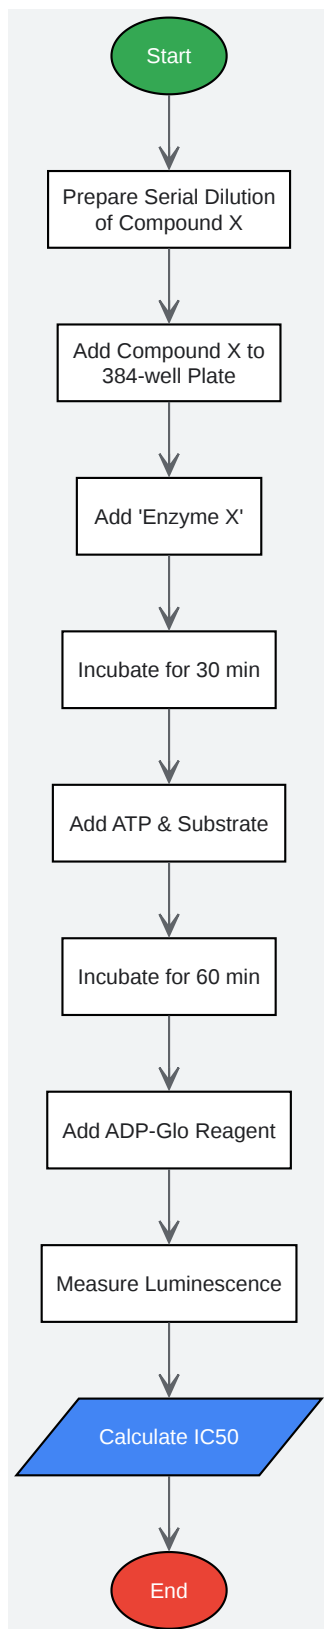 Start
Prepare Serial Dilution
of Compound X
Add Compound X to
384-well Plate
Add 'Enzyme X'
Incubate for 30 min
Add ATP & Substrate
Incubate for 60 min
Add ADP-Glo Reagent
Measure Luminescence
Calculate IC50
End